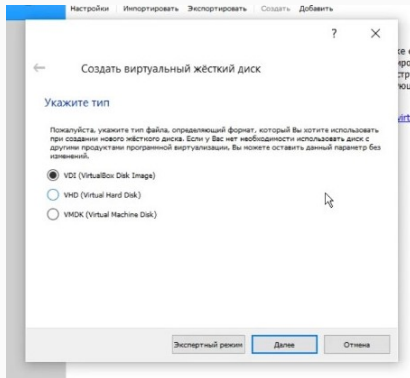 Настройки Импортировать Экспортировать Создать Добавить
? ×
← Создать виртуальный жёсткий диск
Укажите тип
Пожалуйста, укажите тип файла, определяющий формат, который Вы хотите использовать
при создании нового жёсткого диска. Если у Вас нет необходимости использовать диск с
другими продуктами программной виртуализации, Вы можете оставить данный параметр без
изменений.
VDI (VirtualBox Disk Image)
VHD (Virtual Hard Disk)
VMDK (Virtual Machine Disk)
Экспертный режим Далее Отмена